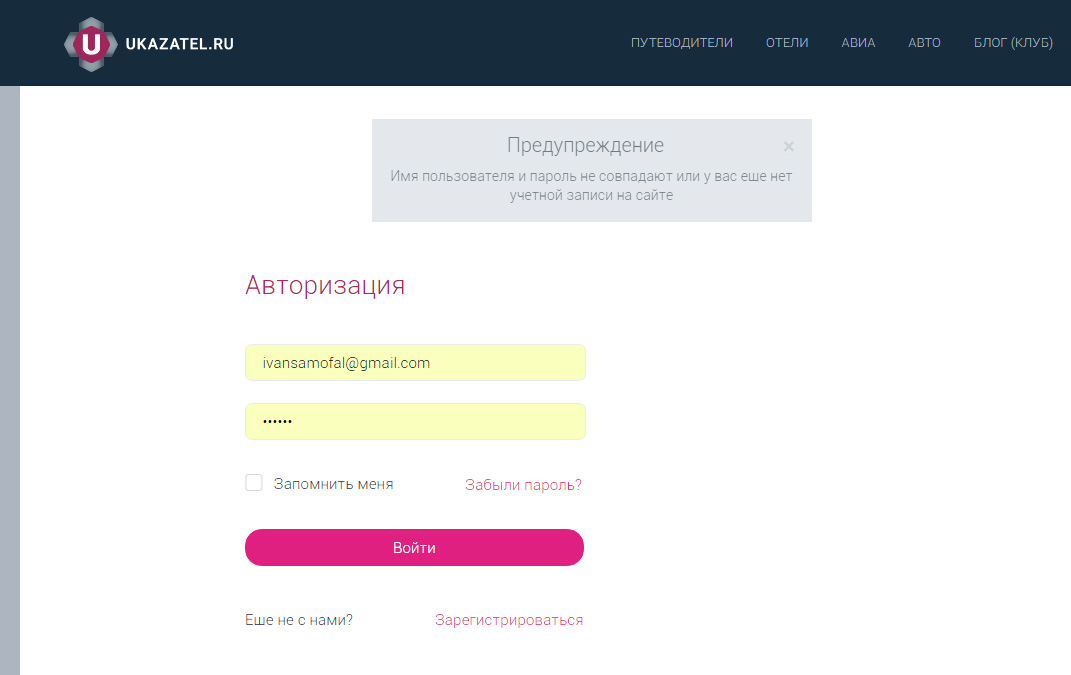 U UKAZATEL.RU
ПУТЕВОДИТЕЛИ ОТЕЛИ АВИА АВТО БЛОГ (КЛУБ)
Предупреждение ×
Имя пользователя и пароль не совпадают или у вас еще нет
учетной записи на сайте
Авторизация
ivansamofal@gmail.com
••••••
Запомнить меня Забыли пароль?
Войти
Еше не с нами? Зарегистрироваться